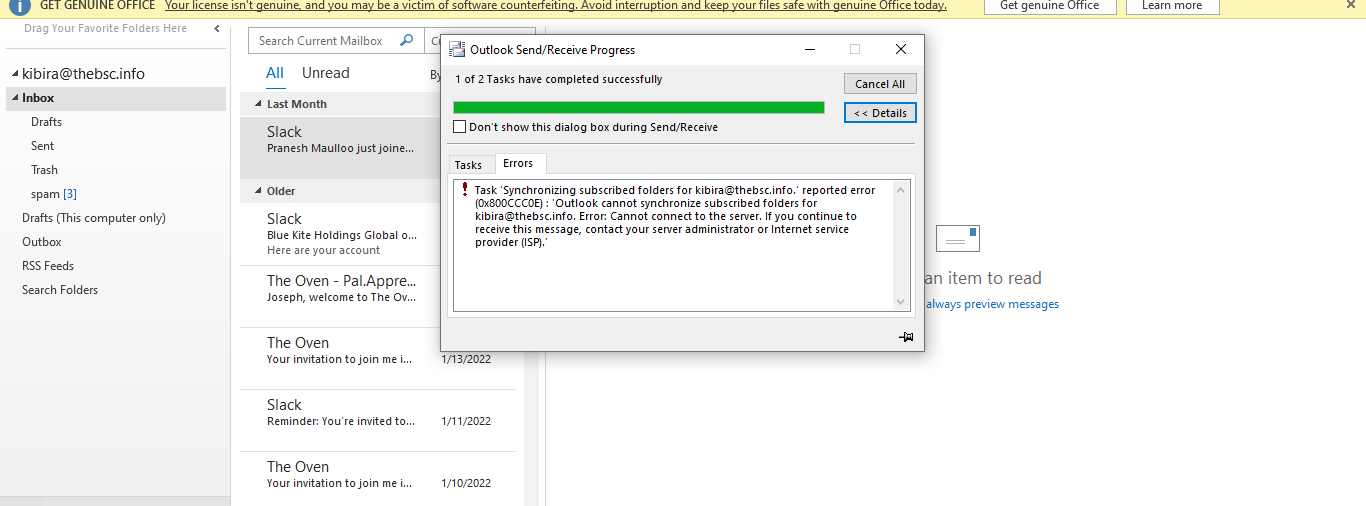 GET GENUINE OFFICE Your license isn't genuine, and you may be a victim of software counterfeiting. Avoid interruption and keep your files safe with genuine Office today. Get genuine Office Learn more
Drag Your Favorite Folders Here
kibira@thebsc.info
Inbox
Drafts
Sent
Trash
spam [3]
Drafts (This computer only)
Outbox
RSS Feeds
Search Folders
Search Current Mailbox
All Unread By
Last Month
Slack
Pranesh Maulloo just joine...
Older
Slack
Blue Kite Holdings Global o...
Here are your account
The Oven - Pal.Appre...
Joseph, welcome to The Ov...
The Oven
Your invitation to join me i... 1/13/2022
Slack
Reminder: You're invited to... 1/11/2022
The Oven
Your invitation to join me i... 1/10/2022
Outlook Send/Receive Progress
1 of 2 Tasks have completed successfully
Cancel All
<< Details
Don't show this dialog box during Send/Receive
Tasks Errors
Task 'Synchronizing subscribed folders for kibira@thebsc.info.' reported error
(0x800CCC0E) : 'Outlook cannot synchronize subscribed folders for
kibira@thebsc.info. Error: Cannot connect to the server. If you continue to
receive this message, contact your server administrator or Internet service
provider (ISP).'
an item to read
always preview messages